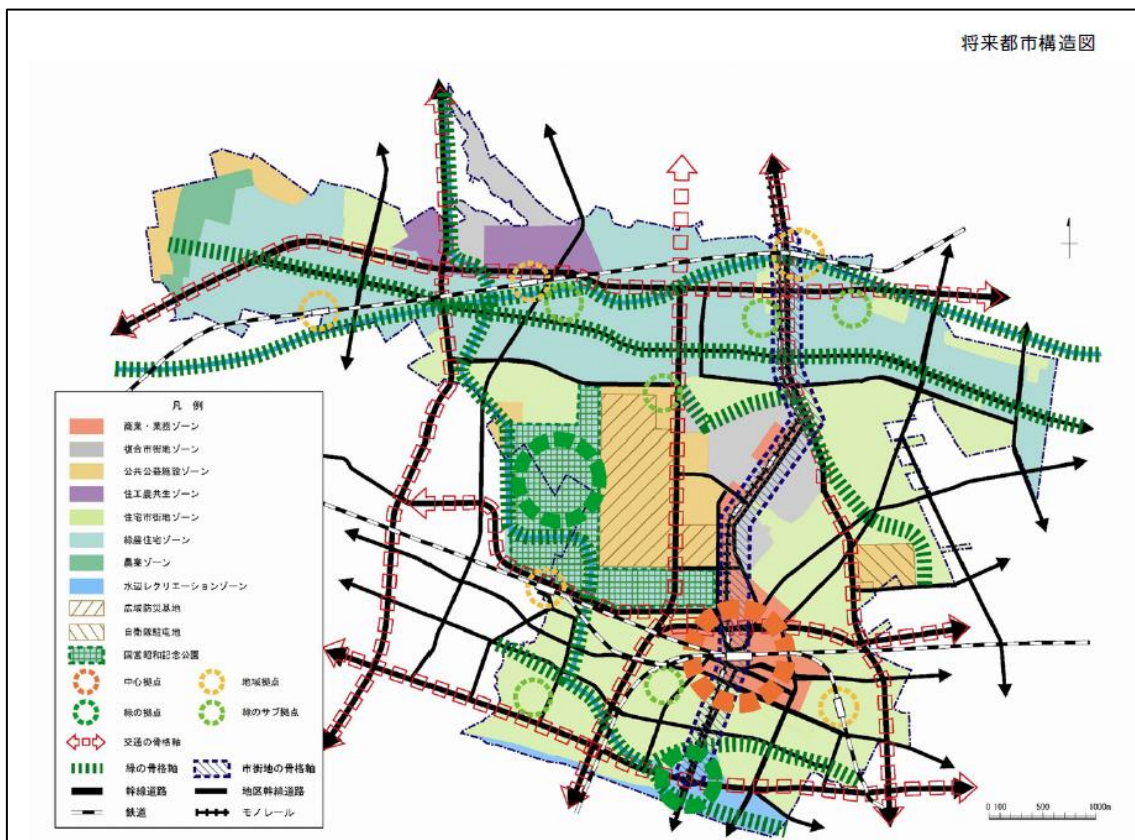 将来都市構造図
凡 例
商業・業務ゾーン
複合市街地ゾーン
公共公益施設ゾーン
住工農共生ゾーン
住宅市街地ゾーン
緑農住宅ゾーン
農業ゾーン
水辺レクリエーションゾーン
広域防災基地
自衛隊駐屯地
国営昭和記念公園
中心拠点 地域拠点
緑の拠点 緑のサブ拠点
交通の骨格軸
緑の骨格軸 市街地の骨格軸
幹線道路 地区幹線道路
鉄道 モノレール
0 100 500 1000m